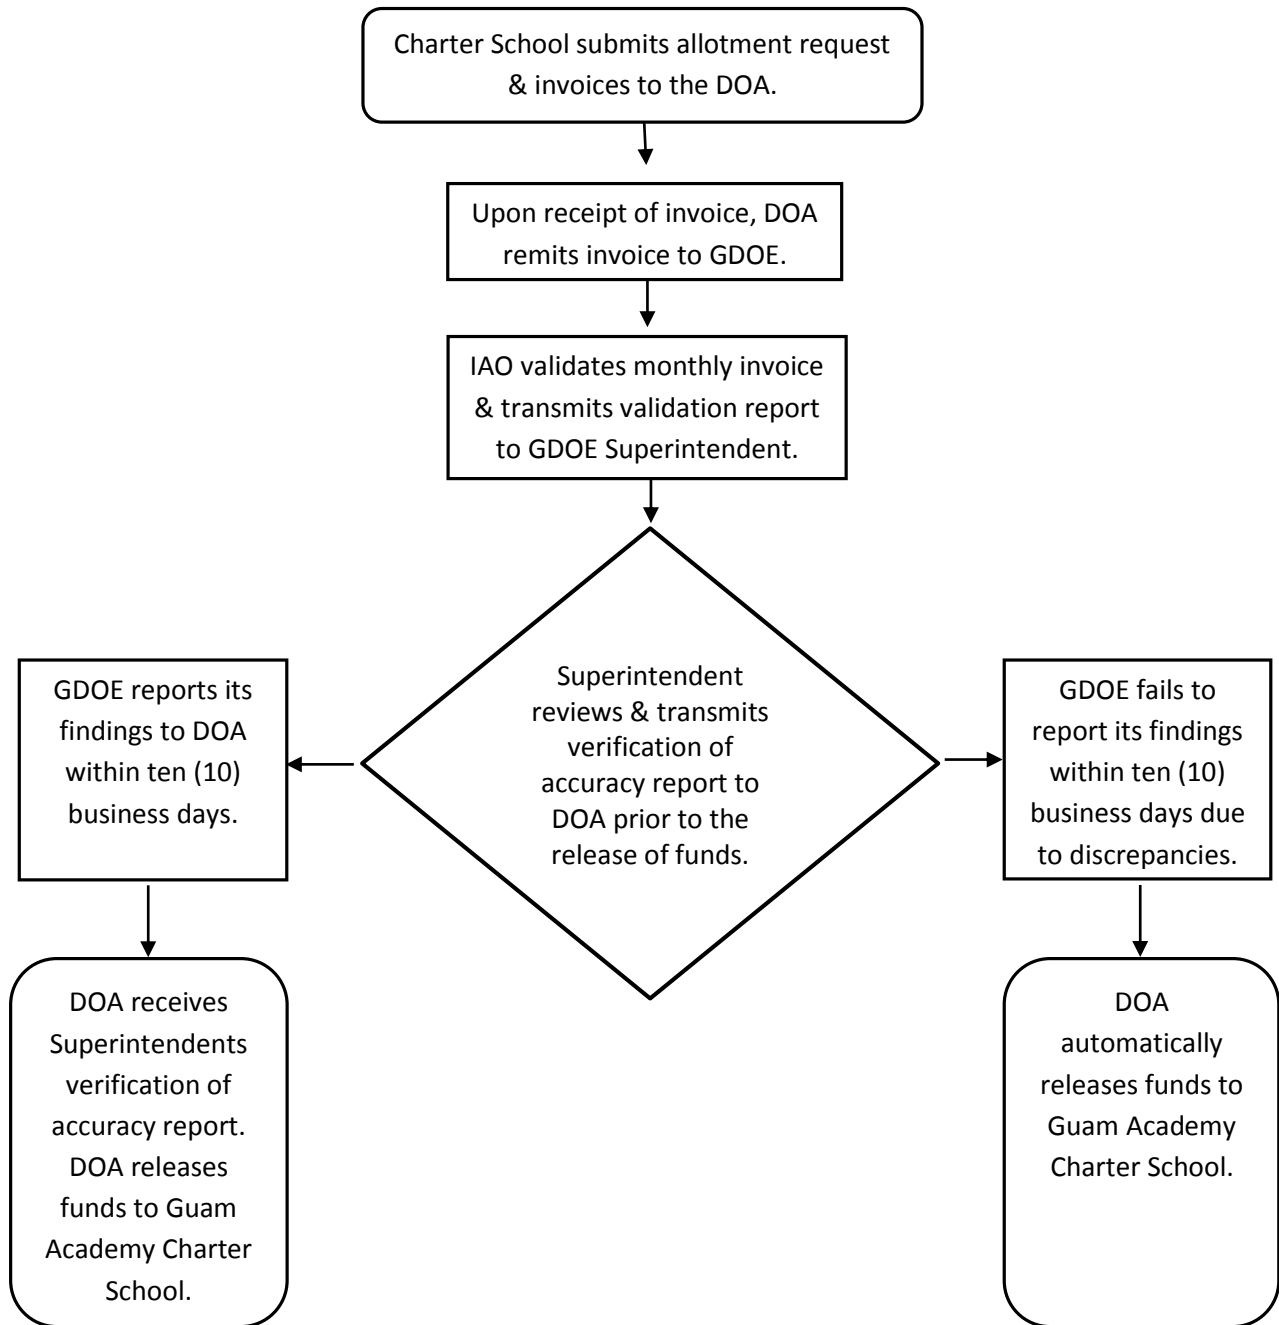 Charter School submits allotment request
& invoices to the DOA.
Upon receipt of invoice, DOA
remits invoice to GDOE.
IAO validates monthly invoice
& transmits validation report
to GDOE Superintendent.
Superintendent
reviews & transmits
verification of
accuracy report to
DOA prior to the
release of funds.
GDOE reports its
findings to DOA
within ten (10)
business days.
GDOE fails to
report its findings
within ten (10)
business days due
to discrepancies.
DOA receives
Superintendents
verification of
accuracy report.
DOA releases
funds to Guam
Academy Charter
School.
DOA
automatically
releases funds to
Guam Academy
Charter School.